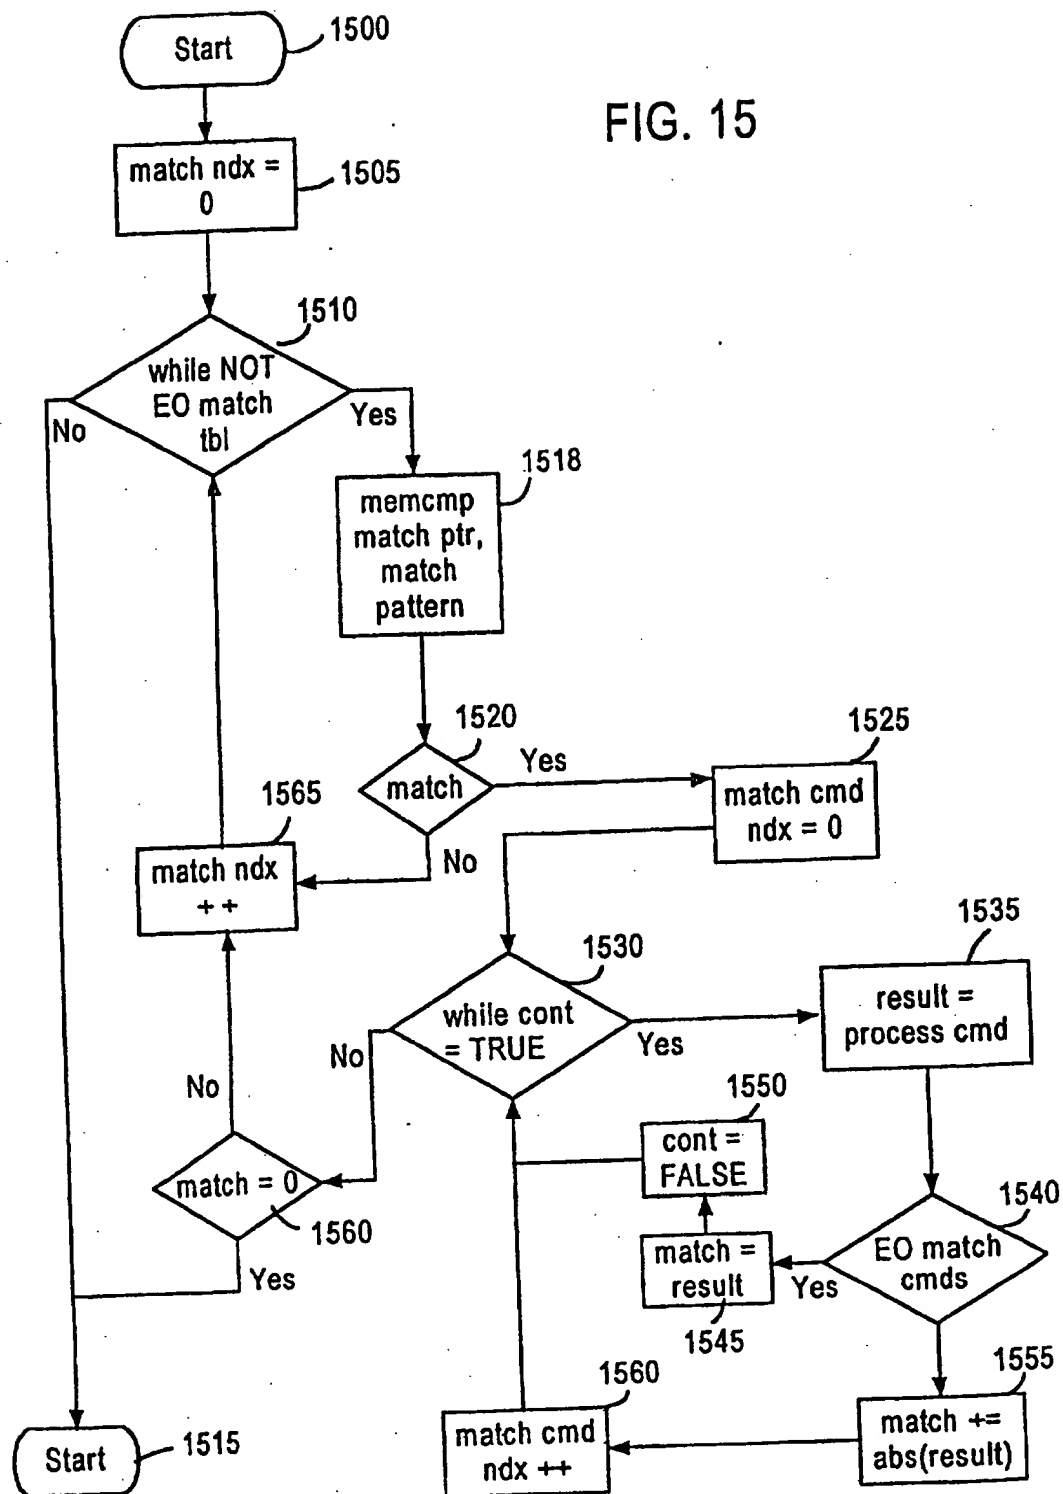 Start
1500
FIG. 15
match ndx =
0
1505
1510
while NOT
EO match
tbl
No
Yes
1518
memcmp
match ptr,
match
pattern
1520
match
Yes
No
1525
match cmd
ndx = 0
1565
match ndx
++
1530
while cont
= TRUE
No
Yes
1535
result =
process cmd
1550
cont =
FALSE
1540
EO match
cmds
Yes
match =
result
1545
No
match = 0
1560
Yes
1555
match +=
abs(result)
1560
match cmd
ndx ++
Start
1515